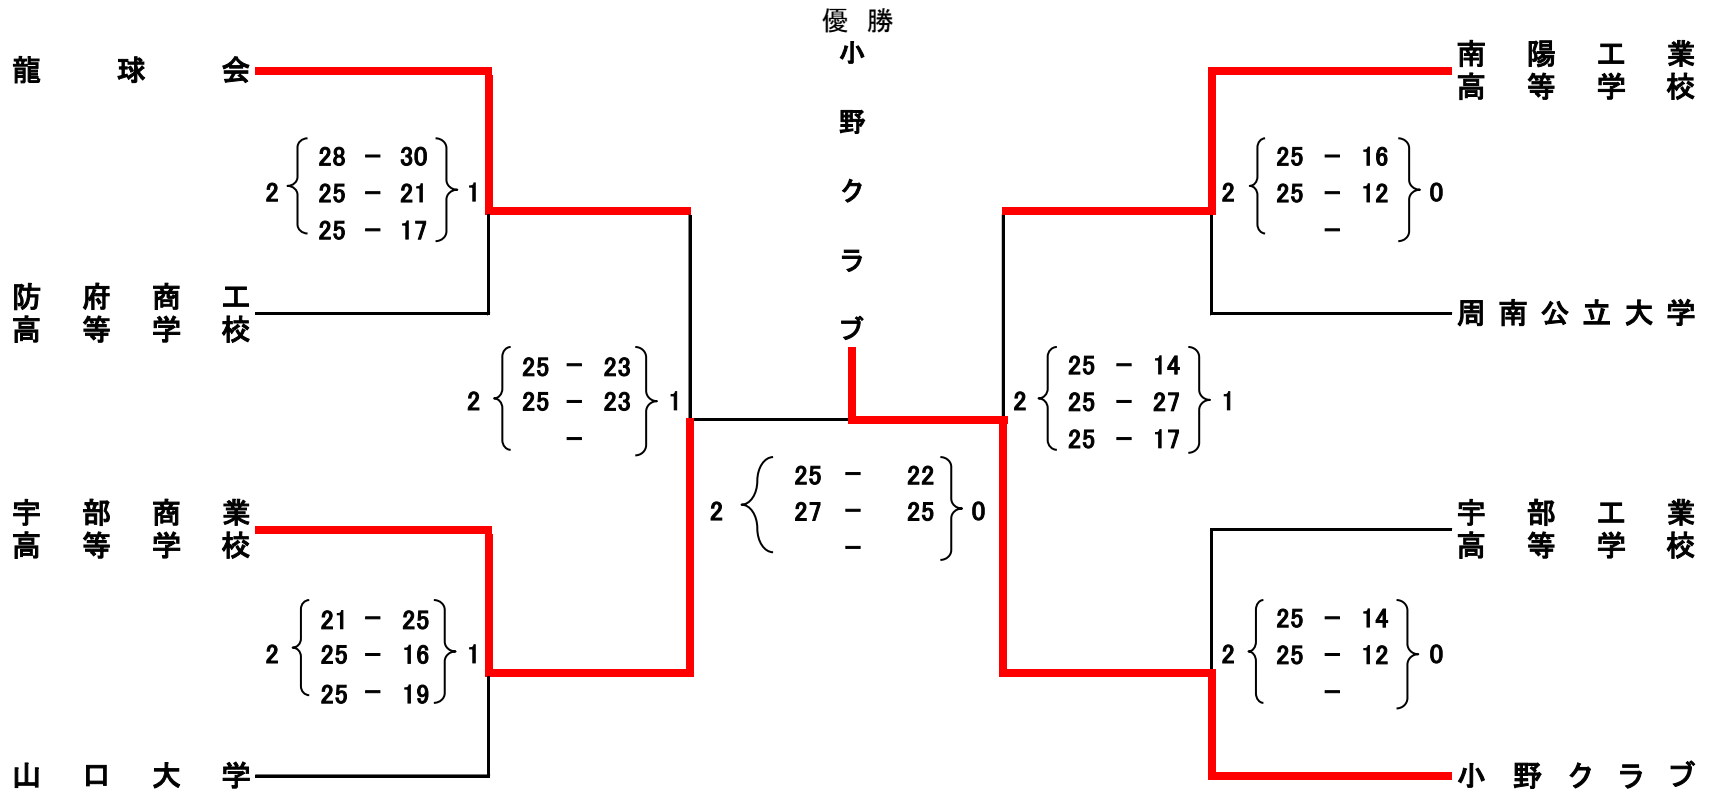 優勝
小野クラブ
龍球会
2 { 28 － 30 } 1
25 － 21
25 － 17
防府商工
高等学校
2 { 25 － 23 } 1
25 － 23
－
宇部商業
高等学校
2 { 21 － 25 } 1
25 － 16
25 － 19
山口大学
2 { 25 － 22 } 0
27 － 25
－
南陽工業
高等学校
2 { 25 － 16 } 0
25 － 12
－
周南公立大学
2 { 25 － 14 } 1
25 － 27
25 － 17
宇部工業
高等学校
2 { 25 － 14 } 0
25 － 12
－
小野クラブ